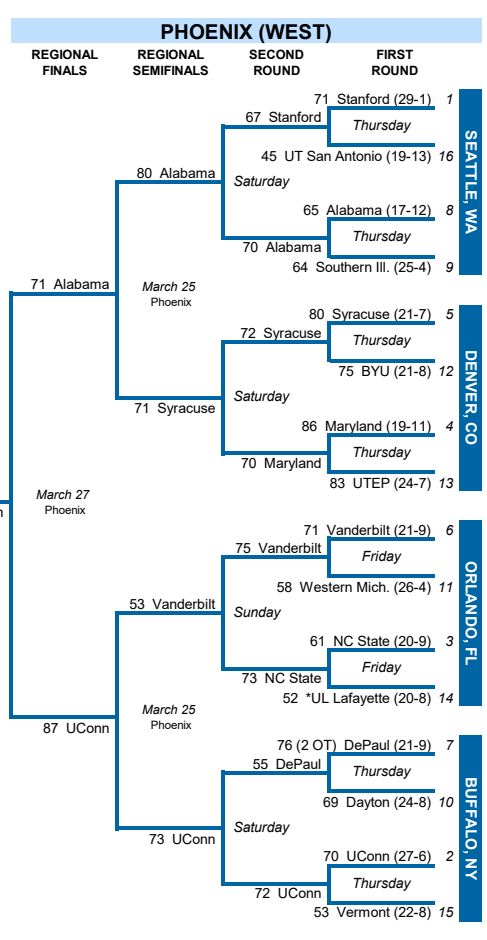 PHOENIX (WEST)
REGIONAL FINALS
REGIONAL SEMIFINALS
SECOND ROUND
FIRST ROUND
71 Stanford (29-1) 1
67 Stanford
Thursday
45 UT San Antonio (19-13) 16
80 Alabama
Saturday
65 Alabama (17-12) 8
Thursday
70 Alabama
64 Southern Ill. (25-4) 9
SEATTLE, WA
71 Alabama
March 25
Phoenix
80 Syracuse (21-7) 5
72 Syracuse
Thursday
75 BYU (21-8) 12
Saturday
71 Syracuse
86 Maryland (19-11) 4
Thursday
70 Maryland
83 UTEP (24-7) 13
DENVER, CO
March 27
Phoenix
n
71 Vanderbilt (21-9) 6
75 Vanderbilt
Friday
58 Western Mich. (26-4) 11
53 Vanderbilt
Sunday
61 NC State (20-9) 3
Friday
73 NC State
52 *UL Lafayette (20-8) 14
ORLANDO, FL
87 UConn
March 25
Phoenix
76 (2 OT) DePaul (21-9) 7
55 DePaul
Thursday
69 Dayton (24-8) 10
Saturday
73 UConn
70 UConn (27-6) 2
Thursday
72 UConn
53 Vermont (22-8) 15
BUFFALO, NY